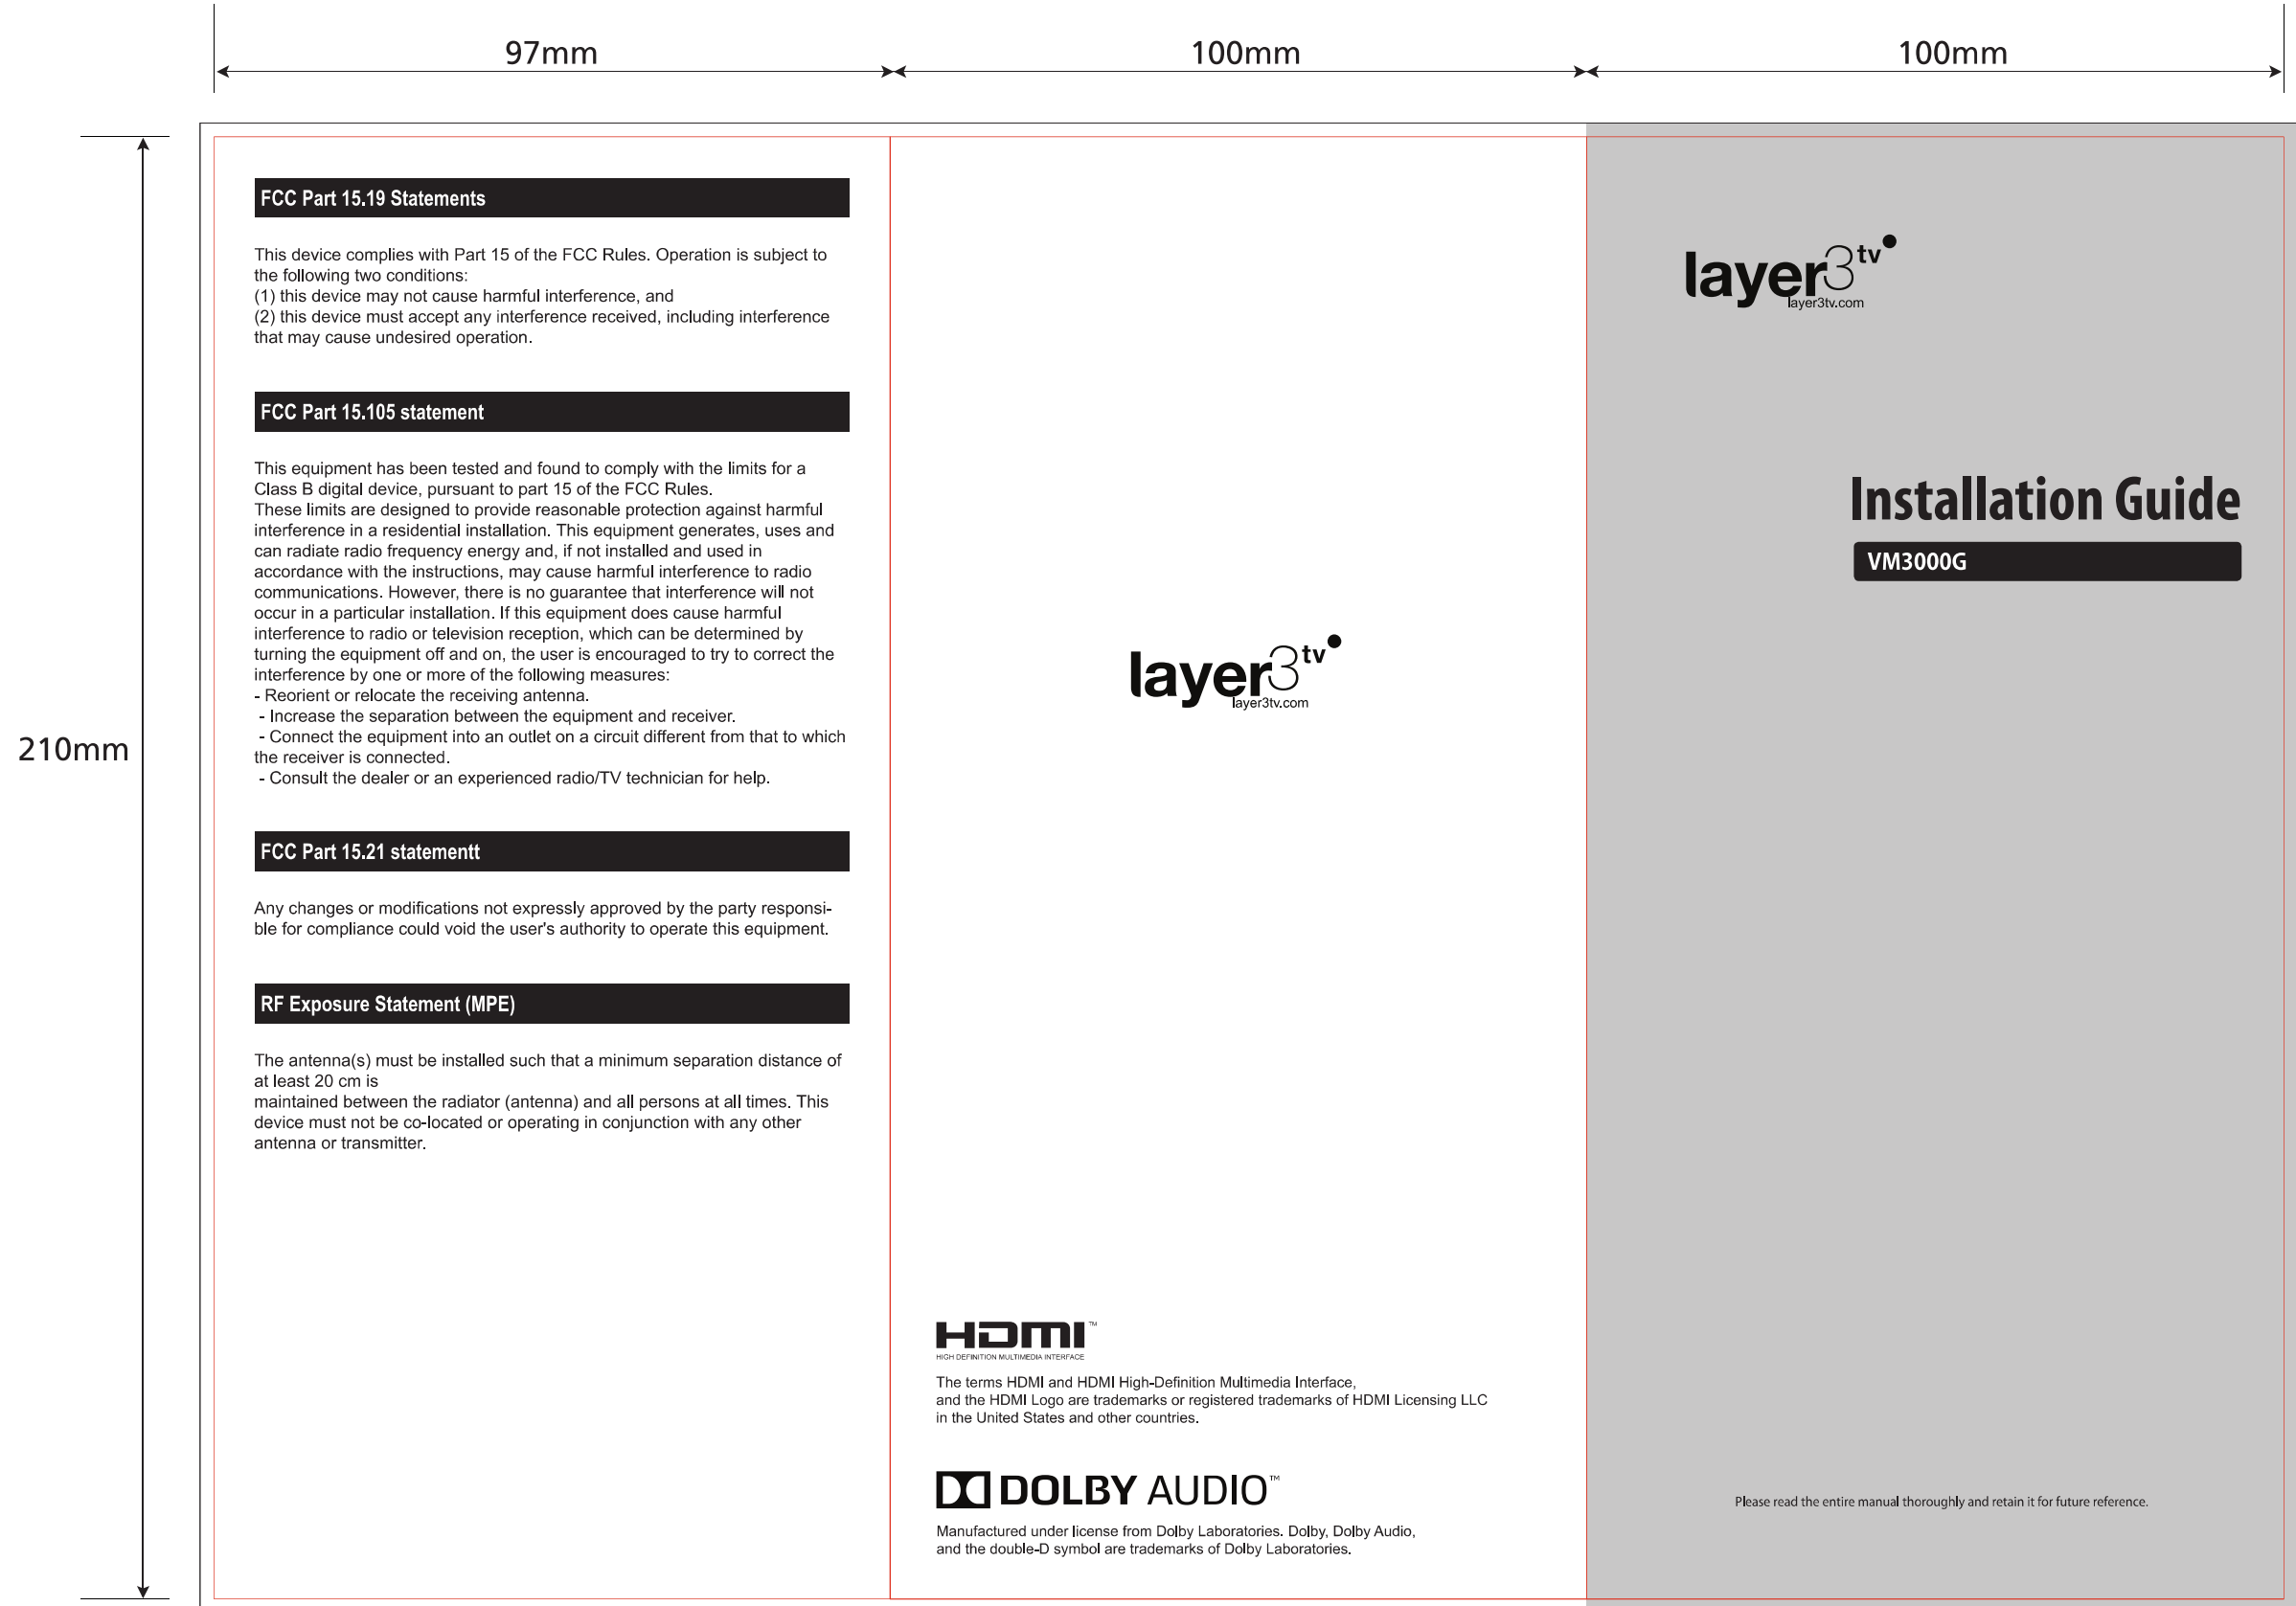 97mm
100mm
100mm
210mm
FCC Part 15.19 Statements
This device complies with Part 15 of the FCC Rules. Operation is subject to
the following two conditions:
(1) this device may not cause harmful interference, and
(2) this device must accept any interference received, including interference
that may cause undesired operation.
FCC Part 15.105 statement
This equipment has been tested and found to comply with the limits for a
Class B digital device, pursuant to part 15 of the FCC Rules.
These limits are designed to provide reasonable protection against harmful
interference in a residential installation. This equipment generates, uses and
can radiate radio frequency energy and, if not installed and used in
accordance with the instructions, may cause harmful interference to radio
communications. However, there is no guarantee that interference will not
occur in a particular installation. If this equipment does cause harmful
interference to radio or television reception, which can be determined by
turning the equipment off and on, the user is encouraged to try to correct the
interference by one or more of the following measures:
- Reorient or relocate the receiving antenna.
- Increase the separation between the equipment and receiver.
- Connect the equipment into an outlet on a circuit different from that to which
the receiver is connected.
- Consult the dealer or an experienced radio/TV technician for help.
FCC Part 15.21 statementt
Any changes or modifications not expressly approved by the party responsi-
ble for compliance could void the user's authority to operate this equipment.
RF Exposure Statement (MPE)
The antenna(s) must be installed such that a minimum separation distance of
at least 20 cm is
maintained between the radiator (antenna) and all persons at all times. This
device must not be co-located or operating in conjunction with any other
antenna or transmitter.
layer3 tv
layer3tv.com
HDMI™
HIGH DEFINITION MULTIMEDIA INTERFACE
The terms HDMI and HDMI High-Definition Multimedia Interface,
and the HDMI Logo are trademarks or registered trademarks of HDMI Licensing LLC
in the United States and other countries.
DOLBY AUDIO™
Manufactured under license from Dolby Laboratories. Dolby, Dolby Audio,
and the double-D symbol are trademarks of Dolby Laboratories.
layer3 tv
layer3tv.com
Installation Guide
VM3000G
Please read the entire manual thoroughly and retain it for future reference.